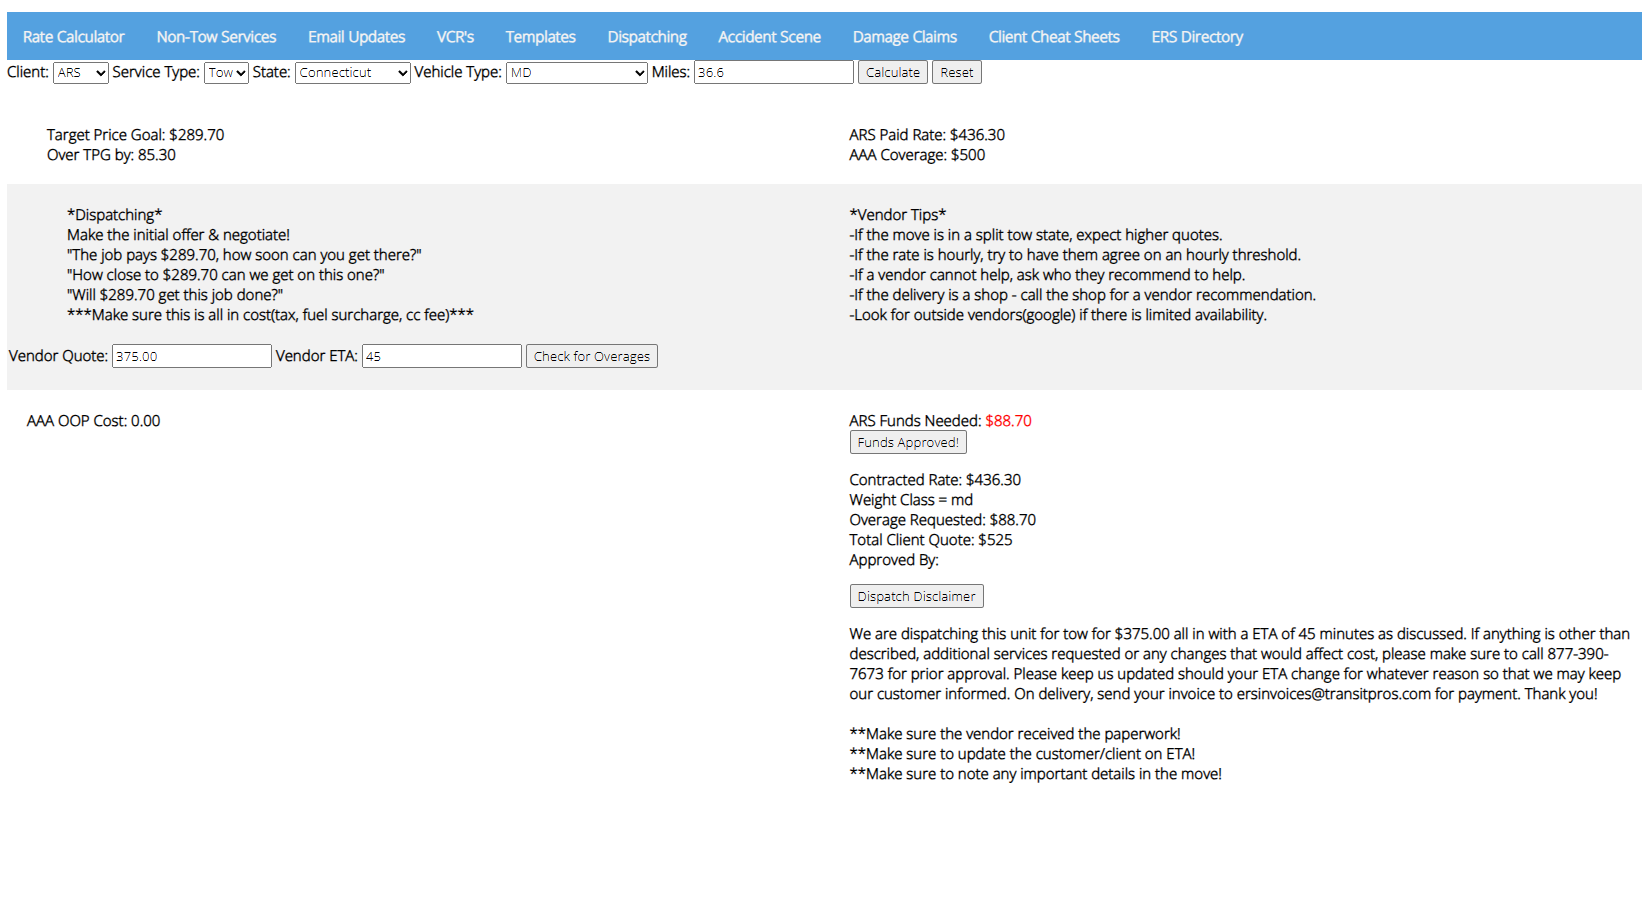 Rate Calculator Non-Tow Services Email Updates VCR's Templates Dispatching Accident Scene Damage Claims Client Cheat Sheets ERS Directory
Client: ARS Service Type: Tow State: Connecticut Vehicle Type: MD Miles: 36.6 Calculate Reset
Target Price Goal: $289.70
Over TPG by: 85.30
ARS Paid Rate: $436.30
AAA Coverage: $500
*Dispatching*
Make the initial offer & negotiate!
"The job pays $289.70, how soon can you get there?"
"How close to $289.70 can we get on this one?"
"Will $289.70 get this job done?"
***Make sure this is all in cost(tax, fuel surcharge, cc fee)***
*Vendor Tips*
-If the move is in a split tow state, expect higher quotes.
-If the rate is hourly, try to have them agree on an hourly threshold.
-If a vendor cannot help, ask who they recommend to help.
-If the delivery is a shop - call the shop for a vendor recommendation.
-Look for outside vendors(google) if there is limited availability.
Vendor Quote: 375.00 Vendor ETA: 45 Check for Overages
AAA OOP Cost: 0.00
ARS Funds Needed: $88.70
Funds Approved!
Contracted Rate: $436.30
Weight Class = md
Overage Requested: $88.70
Total Client Quote: $525
Approved By:
Dispatch Disclaimer
We are dispatching this unit for tow for $375.00 all in with a ETA of 45 minutes as discussed. If anything is other than
described, additional services requested or any changes that would affect cost, please make sure to call 877-390-
7673 for prior approval. Please keep us updated should your ETA change for whatever reason so that we may keep
our customer informed. On delivery, send your invoice to ersinvoices@transitpros.com for payment. Thank you!
**Make sure the vendor received the paperwork!
**Make sure to update the customer/client on ETA!
**Make sure to note any important details in the move!